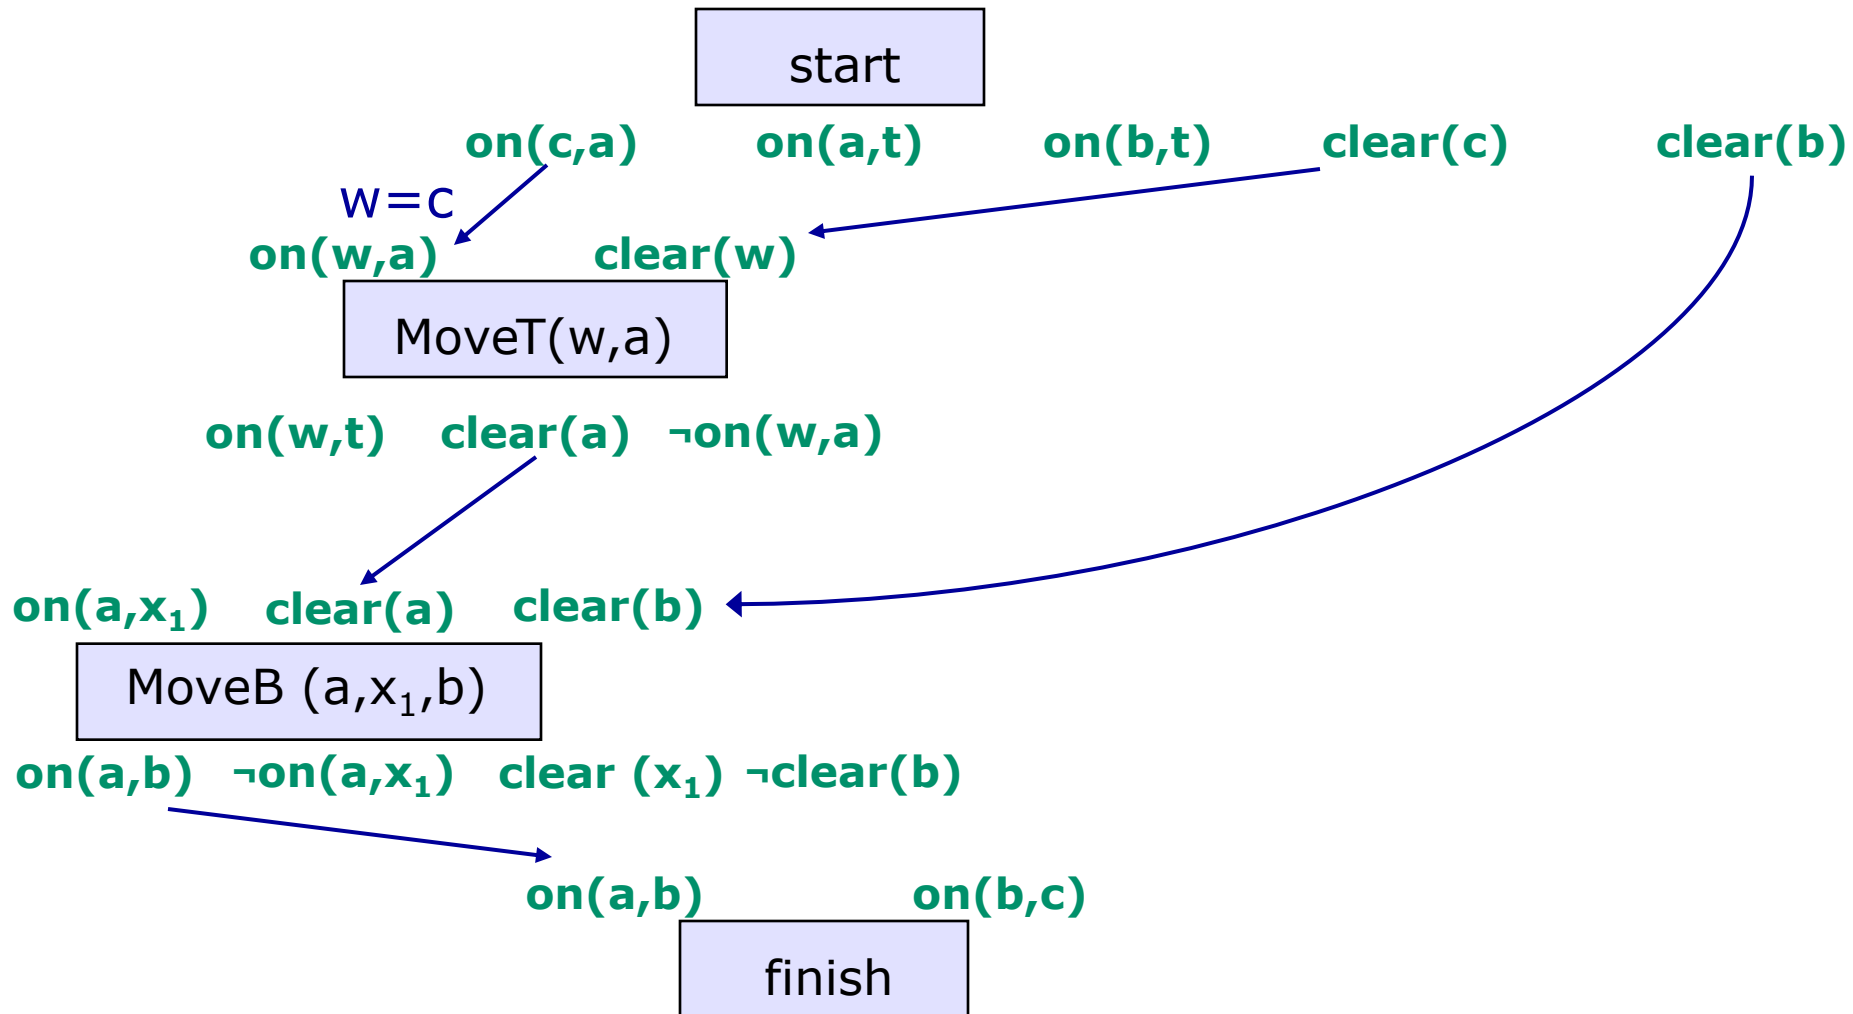 start
on(c,a) on(a,t) on(b,t) clear(c) clear(b)
w=c
on(w,a) clear(w)
MoveT(w,a)
on(w,t) clear(a) ¬on(w,a)
on(a,x₁) clear(a) clear(b)
MoveB (a,x₁,b)
on(a,b) ¬on(a,x₁) clear (x₁) ¬clear(b)
on(a,b) on(b,c)
finish